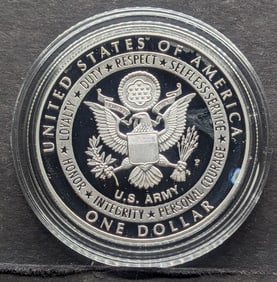 UNITED STATES OF AMERICA
LOYALTY ★ DUTY ★ RESPECT ★ SELFLESS SERVICE ★
HONOR ★ INTEGRITY ★ PERSONAL COURAGE ★
U.S. ARMY
P
ONE DOLLAR